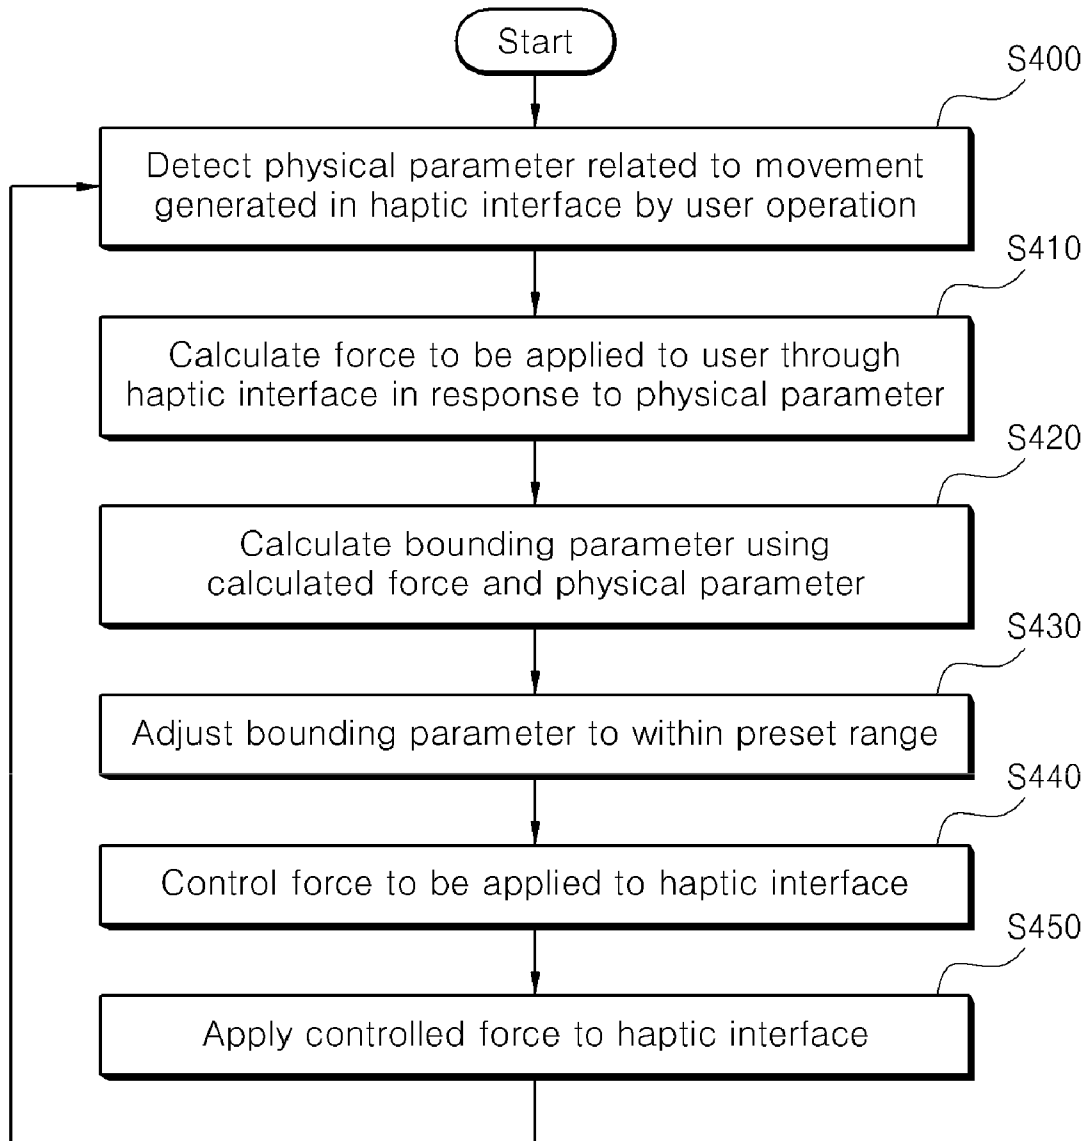 Start
S400
Detect physical parameter related to movement
generated in haptic interface by user operation
S410
Calculate force to be applied to user through
haptic interface in response to physical parameter
S420
Calculate bounding parameter using
calculated force and physical parameter
S430
Adjust bounding parameter to within preset range
S440
Control force to be applied to haptic interface
S450
Apply controlled force to haptic interface